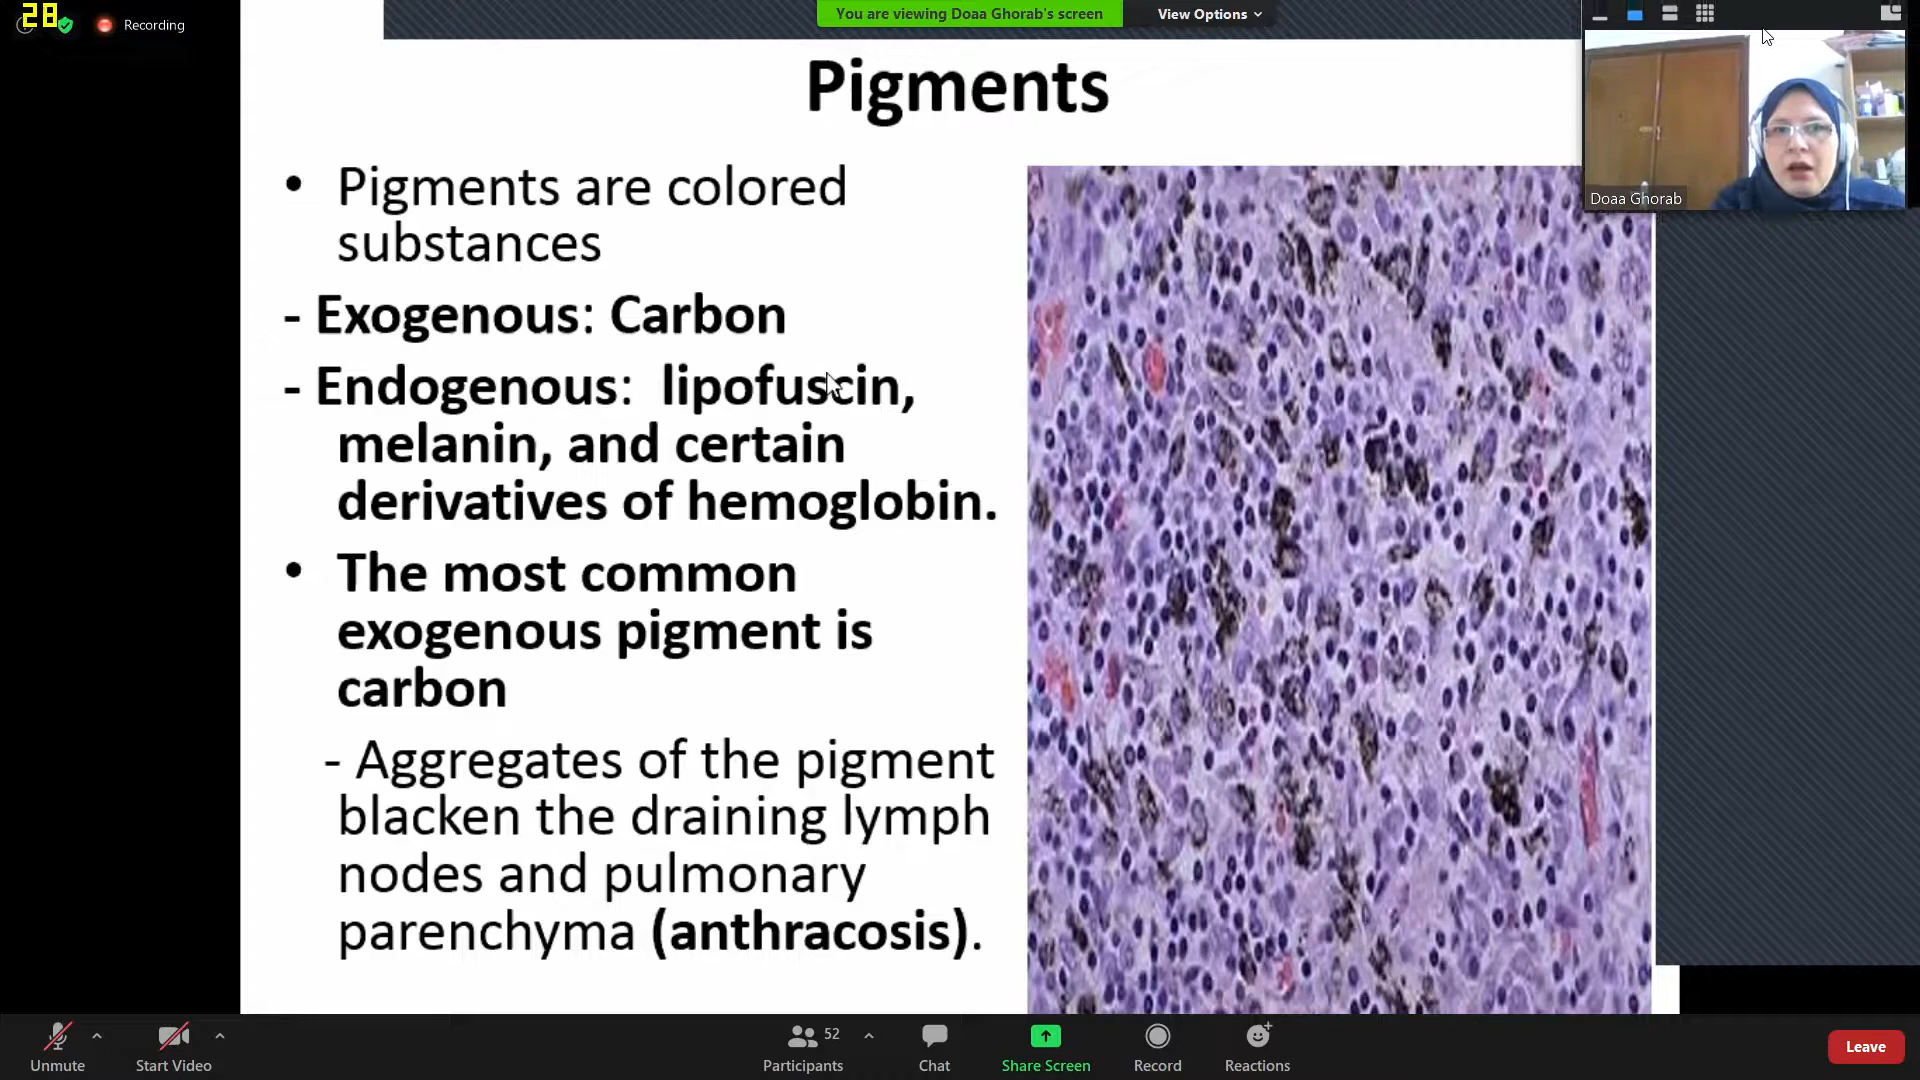 28
Recording
You are viewing Doaa Ghorab's screen
View Options
Doaa Ghorab
Pigments
• Pigments are colored
substances
- Exogenous: Carbon
- Endogenous: lipofuscin,
melanin, and certain
derivatives of hemoglobin.
• The most common
exogenous pigment is
carbon
- Aggregates of the pigment
blacken the draining lymph
nodes and pulmonary
parenchyma (anthracosis).
Unmute
Start Video
52
Participants
Chat
Share Screen
Record
Reactions
Leave